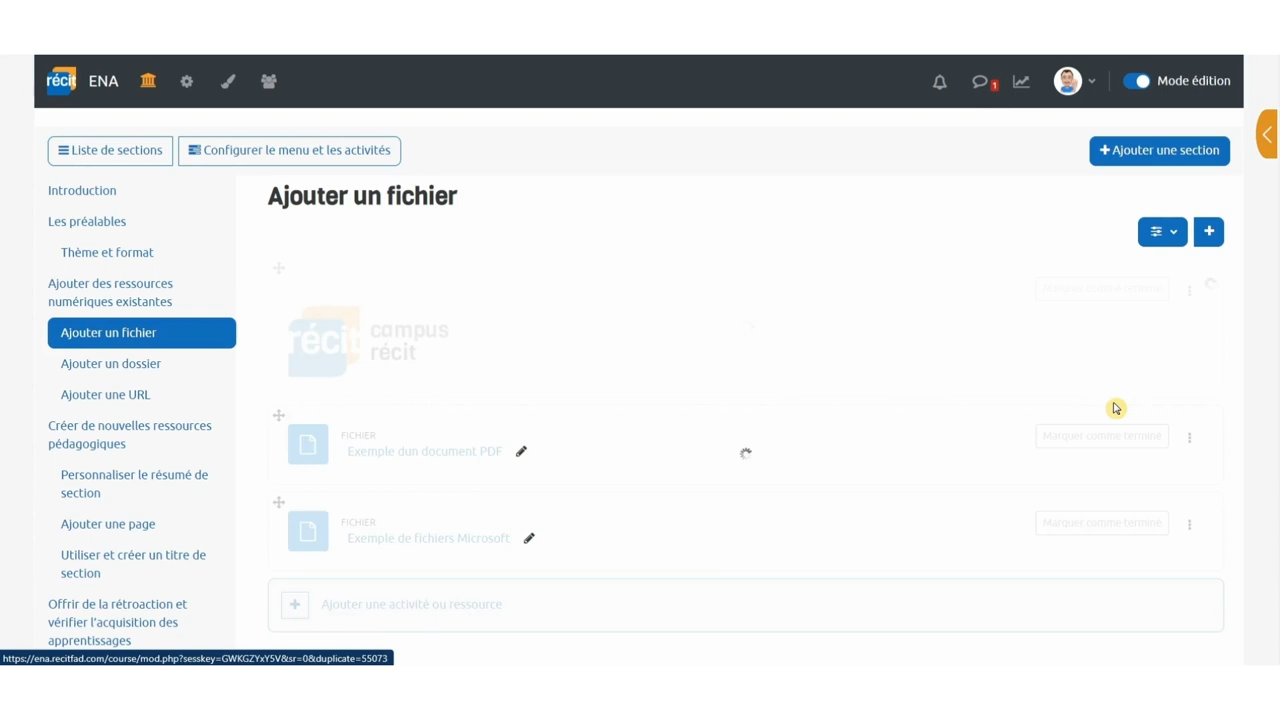 récit ENA 1 Mode édition
Liste de sections Configurer le menu et les activités Ajouter une section
Introduction
Les préalables
Thème et format
Ajouter des ressources
numériques existantes
Ajouter un fichier
Ajouter un dossier
Ajouter une URL
Créer de nouvelles ressources
pédagogiques
Personnaliser le résumé de
section
Ajouter une page
Utiliser et créer un titre de
section
Offrir de la rétroaction et
vérifier l'acquisition des
apprentissages
Ajouter un fichier
récit campus
récit
FICHIER
Exemple dun document PDF
Marquer comme terminé
FICHIER
Exemple de fichiers Microsoft
Marquer comme terminé
Ajouter une activité ou ressource
https://ena.recitfad.com/course/mod.php?sesskey=GWKGZYxY5V&sr=0&duplicate=55073